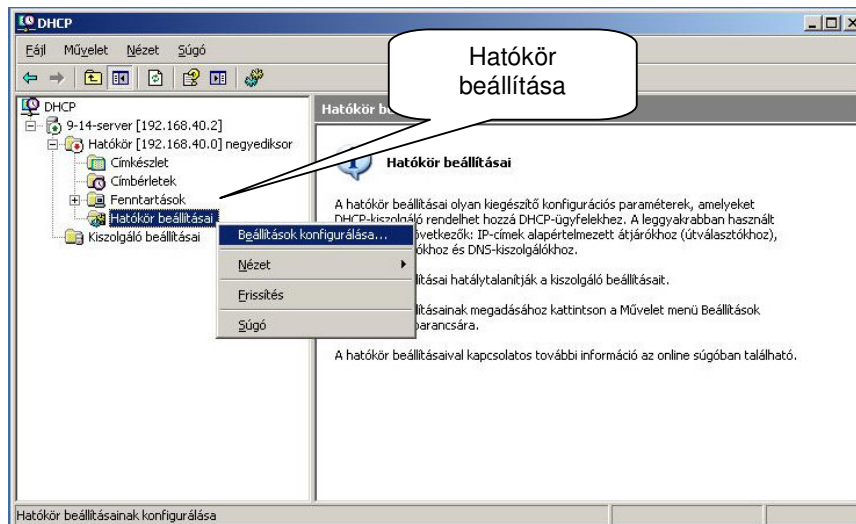 DHCP
Fájl Művelet Nézet Súgó
Hatókör
beállítása
DHCP
9-14-server [192.168.40.2]
Hatókör [192.168.40.0] negyediksor
Címkészlet
Címbérletek
Fenntartások
Hatókör beállításai
Kiszolgáló beállításai
Beállítások konfigurálása...
Nézet
Frissítés
Súgó
Hatókör
Hatókör beállításai
A hatókör beállításai olyan kiegészítő konfigurációs paraméterek, amelyeket
DHCP-kiszolgáló rendelhet hozzá DHCP-ügyfelekhez. A leggyakrabban használt
következők: IP-címek alapértelmezett átjárókhoz (útválasztókhoz),
ókhoz és DNS-kiszolgálókhoz.
ításai hatálytalanítják a kiszolgáló beállításait.
ításainak megadásához kattintson a Művelet menü Beállítások
parancsára.
A hatókör beállításaival kapcsolatos további információ az online súgóban található.
Hatókör beállításainak konfigurálása